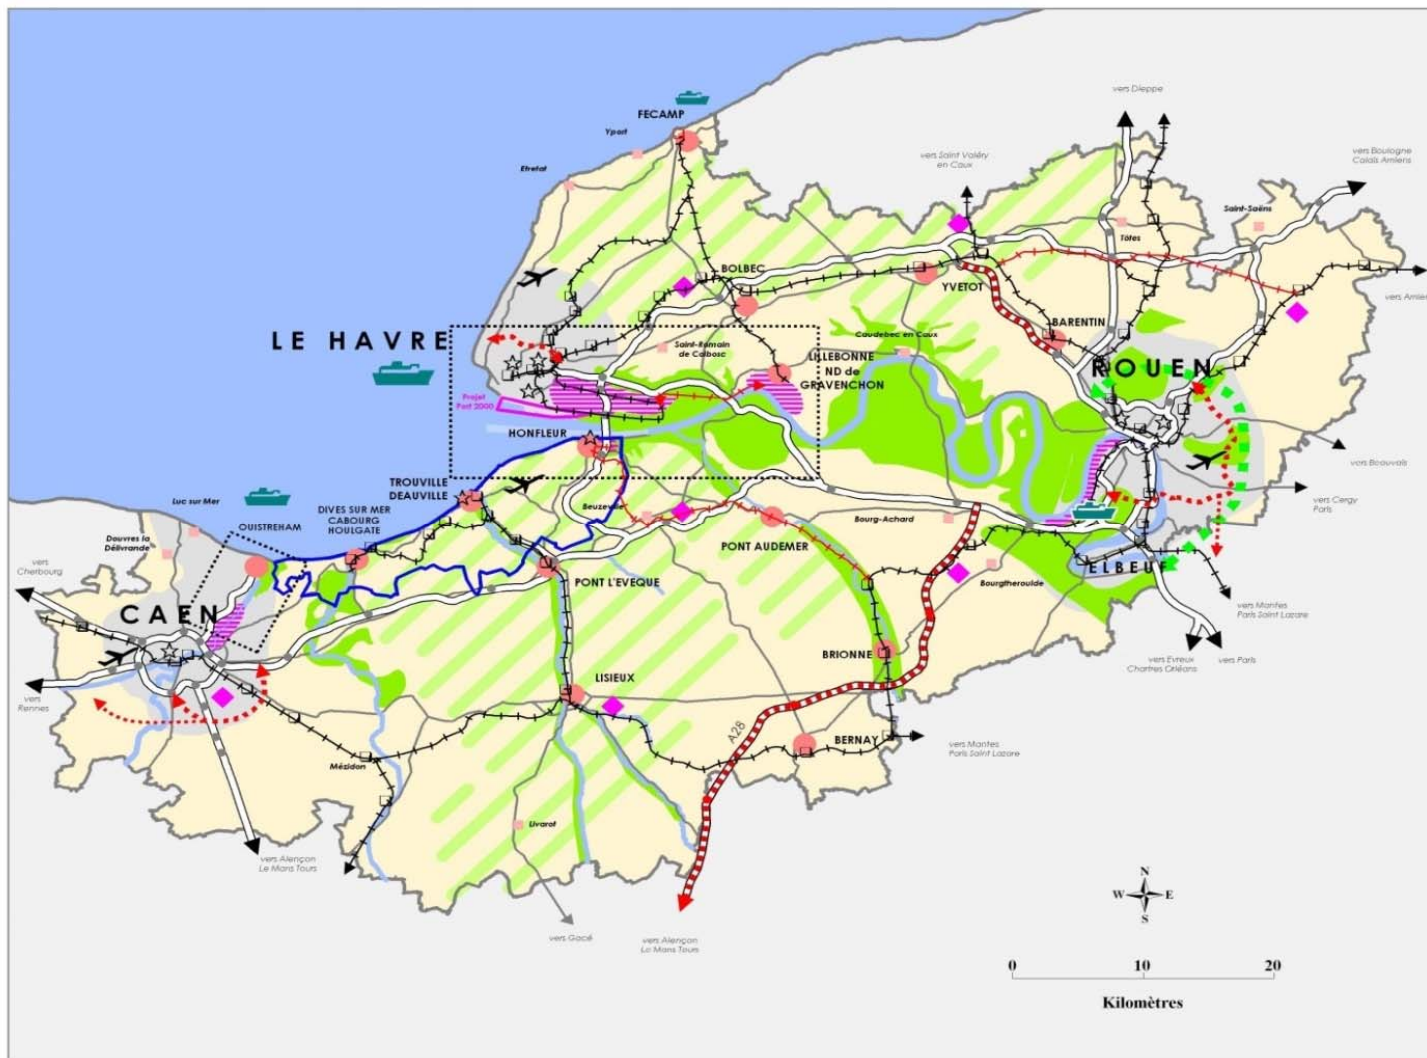 vers Dieppe
FECAMP
Yport
vers Saint Valéry
en Caux
vers Boulogne
Calais Amiens
Etretat
Saint-Saëns
Tôtes
BOLBEC
YVETOT
vers Amien
BARENTIN
LE HAVRE
Saint-Romain
de Colbosc
Caudebec en Caux
LILLEBONNE
ND de
GRAVENCHON
ROUEN
Projet
Port 2000
HONFLEUR
vers Beauvais
TROUVILLE
DEAUVILLE
Luc sur Mer
vers Cergy
Paris
DIVES SUR MER
CABOURG
HOULGATE
Beuzeville
OUISTREHAM
Bourg-Achard
Douvres la
Délivrande
PONT AUDEMER
vers
Cherbourg
ELBEUF
PONT L'EVEQUE
Bourgtheroulde
CAEN
vers Mantes
Paris Saint Lazare
BRIONNE
vers Evreux
Chartres Orléans
vers Paris
LISIEUX
vers
Rennes
A28
BERNAY
vers Mantes
Paris Saint Lazare
Mézidon
Livarot
vers Alençon
Le Mans Tours
N
W E
S
vers Gacé
vers Alençon
Le Mans Tours
0 10 20
Kilomètres